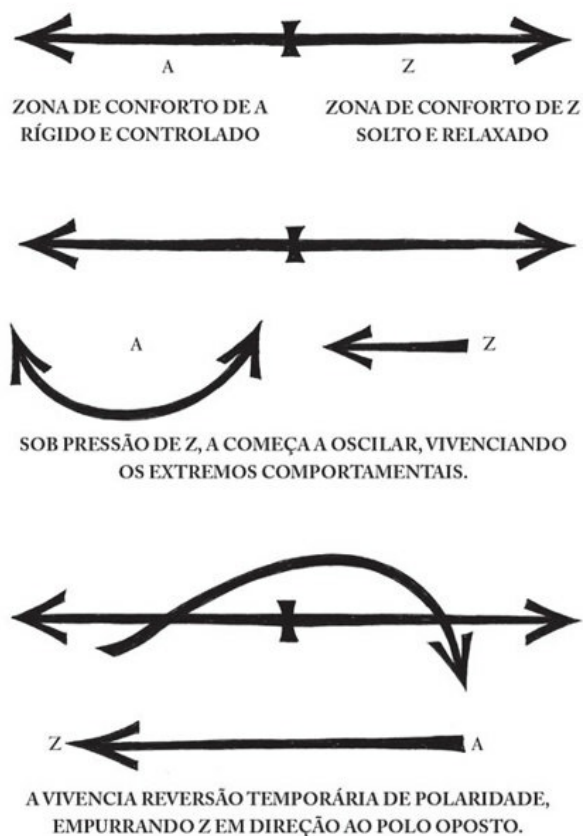 A Z
ZONA DE CONFORTO DE A ZONA DE CONFORTO DE Z
RÍGIDO E CONTROLADO SOLTO E RELAXADO
A Z
SOB PRESSÃO DE Z, A COMEÇA A OSCILAR, VIVENCIANDO
OS EXTREMOS COMPORTAMENTAIS.
Z A
A VIVENCIA REVERSÃO TEMPORÁRIA DE POLARIDADE,
EMPURRANDO Z EM DIREÇÃO AO POLO OPOSTO.